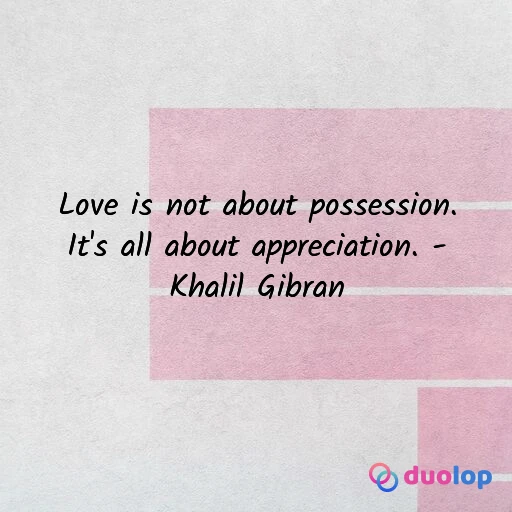 Love is not about possession.
It's all about appreciation. -
Khalil Gibran
duolop